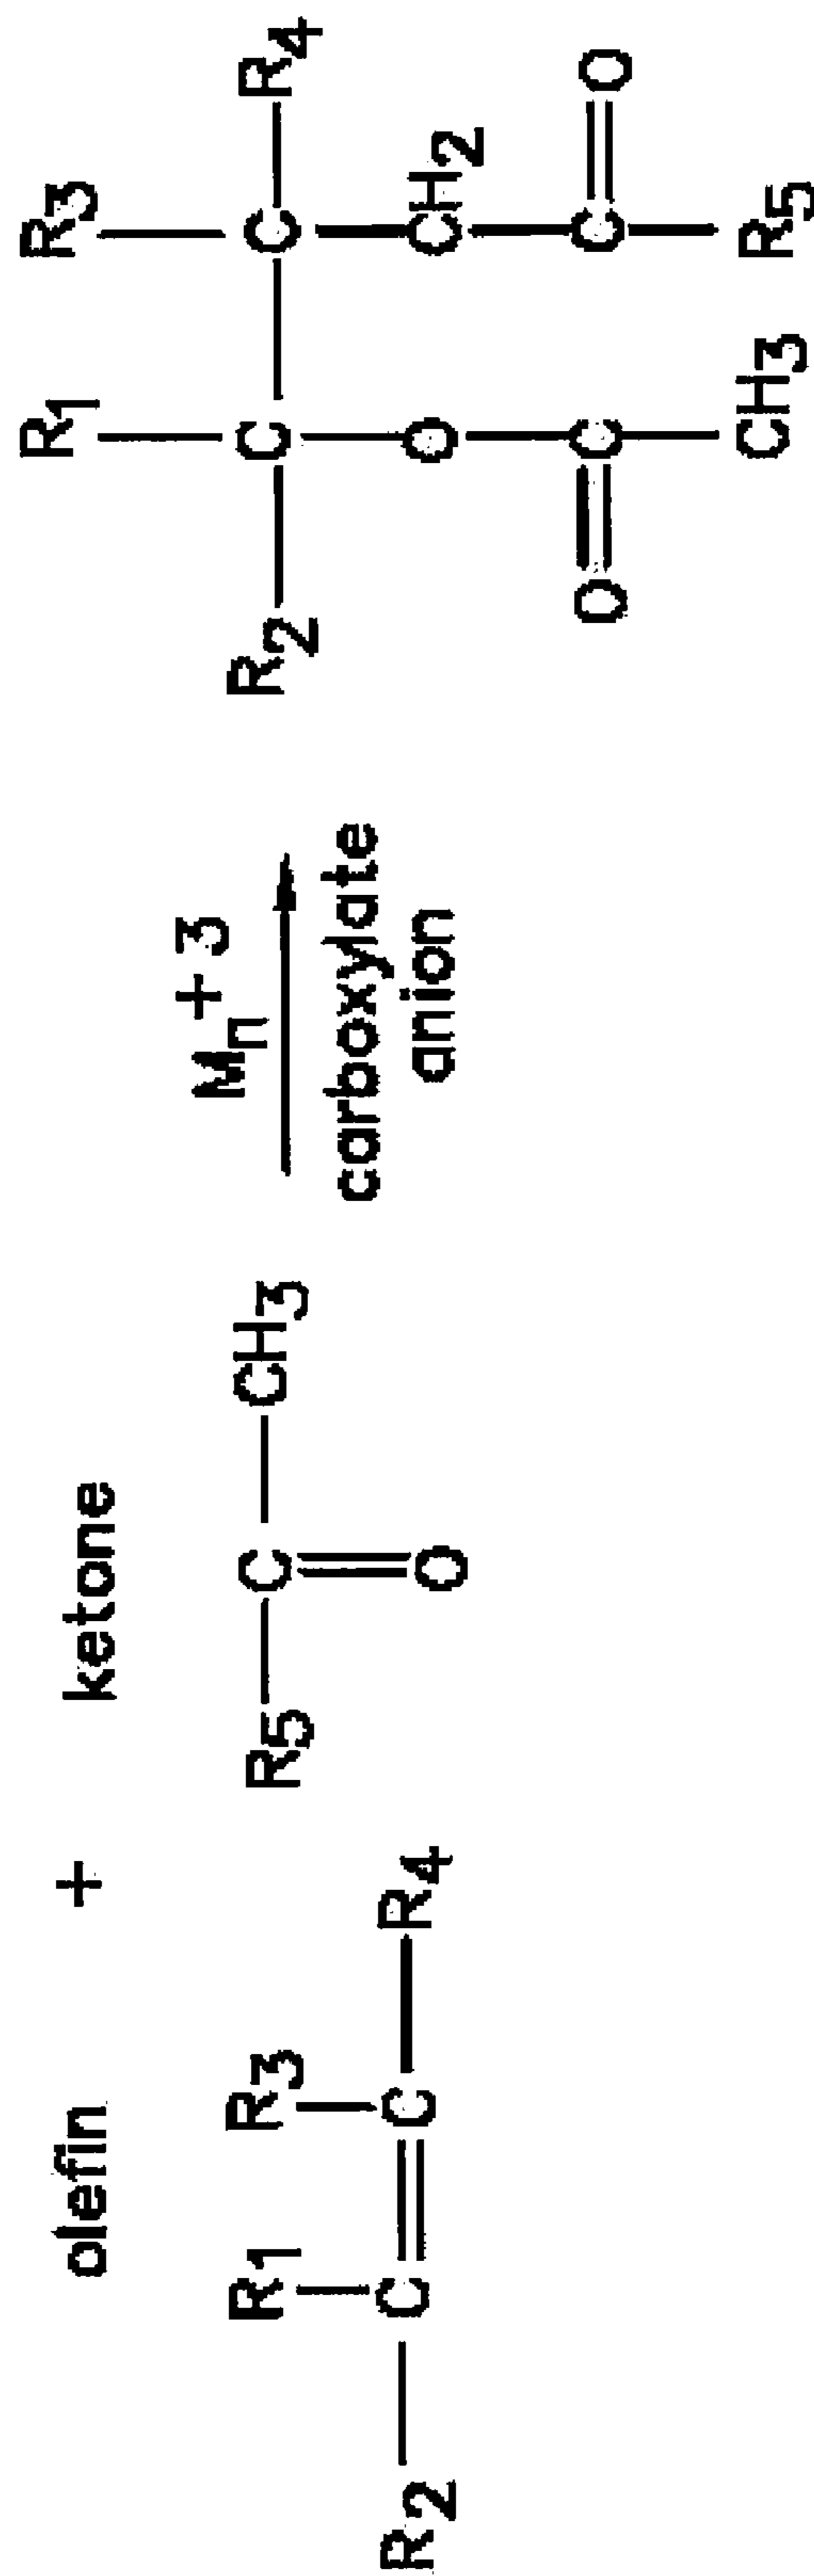 olefin + ketone
R1 R3
Mn+3
R1 R3 R5 C CH3 R2 C C R4
carboxylate
R2 C C R4 O anion O CH2
O C C O
CH3 R5